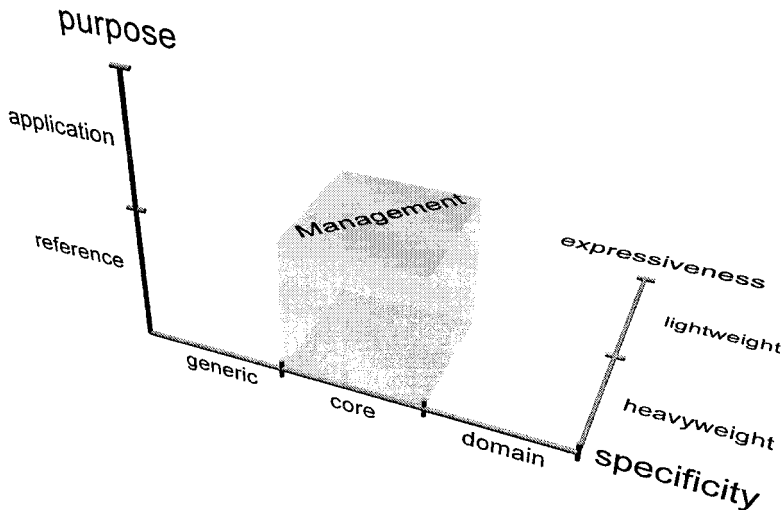 purpose
application
reference
Management
expressiveness
lightweight
heavyweight
generic
core
domain
specificity